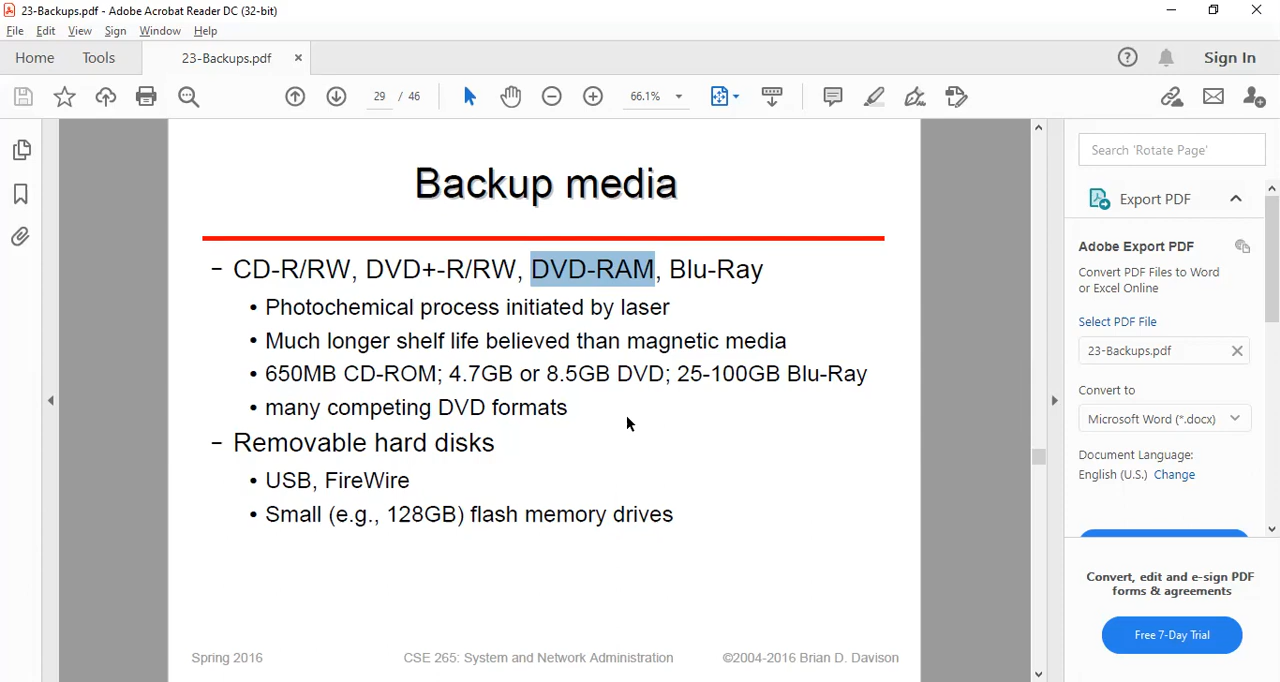 23-Backups.pdf - Adobe Acrobat Reader DC (32-bit)
File Edit View Sign Window Help
Home Tools 23-Backups.pdf × Sign In
29 / 46 66.1%
Search 'Rotate Page'
Export PDF
Adobe Export PDF
Convert PDF Files to Word
or Excel Online
Select PDF File
23-Backups.pdf
Convert to
Microsoft Word (*.docx)
Document Language:
English (U.S.) Change
Convert, edit and e-sign PDF
forms & agreements
Free 7-Day Trial
Backup media
– CD-R/RW, DVD+-R/RW, DVD-RAM, Blu-Ray
• Photochemical process initiated by laser
• Much longer shelf life believed than magnetic media
• 650MB CD-ROM; 4.7GB or 8.5GB DVD; 25-100GB Blu-Ray
• many competing DVD formats
– Removable hard disks
• USB, FireWire
• Small (e.g., 128GB) flash memory drives
Spring 2016 CSE 265: System and Network Administration ©2004-2016 Brian D. Davison